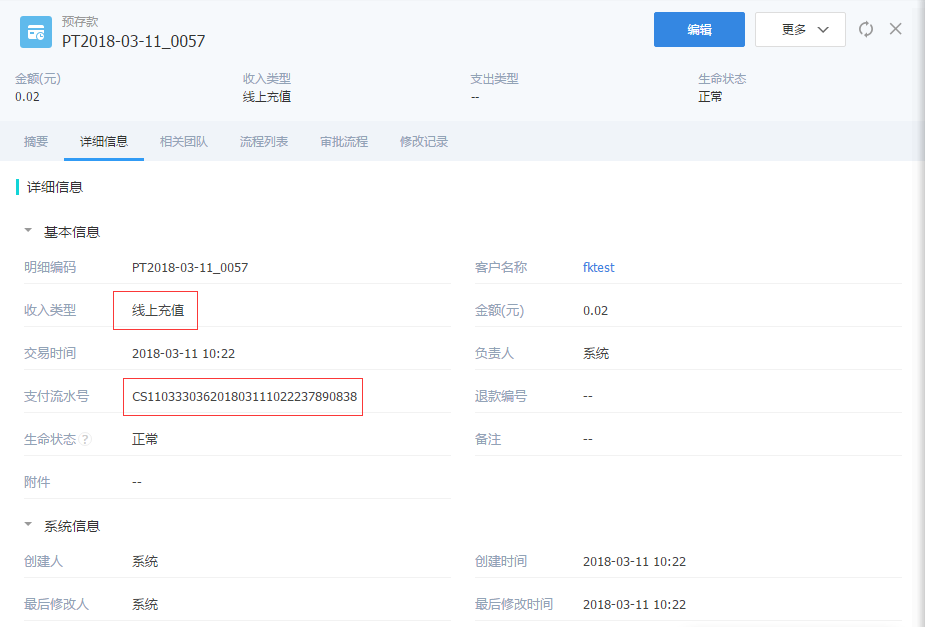 预存款
PT2018-03-11_0057
编辑
更多
金额(元)
收入类型
支出类型
生命状态
0.02
线上充值
--
正常
摘要
详细信息
相关团队
流程列表
审批流程
修改记录
详细信息
基本信息
明细编码 PT2018-03-11_0057
客户名称 fktest
收入类型 线上充值
金额(元) 0.02
交易时间 2018-03-11 10:22
负责人 系统
支付流水号 CS110333036201803111022237890838
退款编号 --
生命状态 ? 正常
备注 --
附件 --
系统信息
创建人 系统
创建时间 2018-03-11 10:22
最后修改人 系统
最后修改时间 2018-03-11 10:22